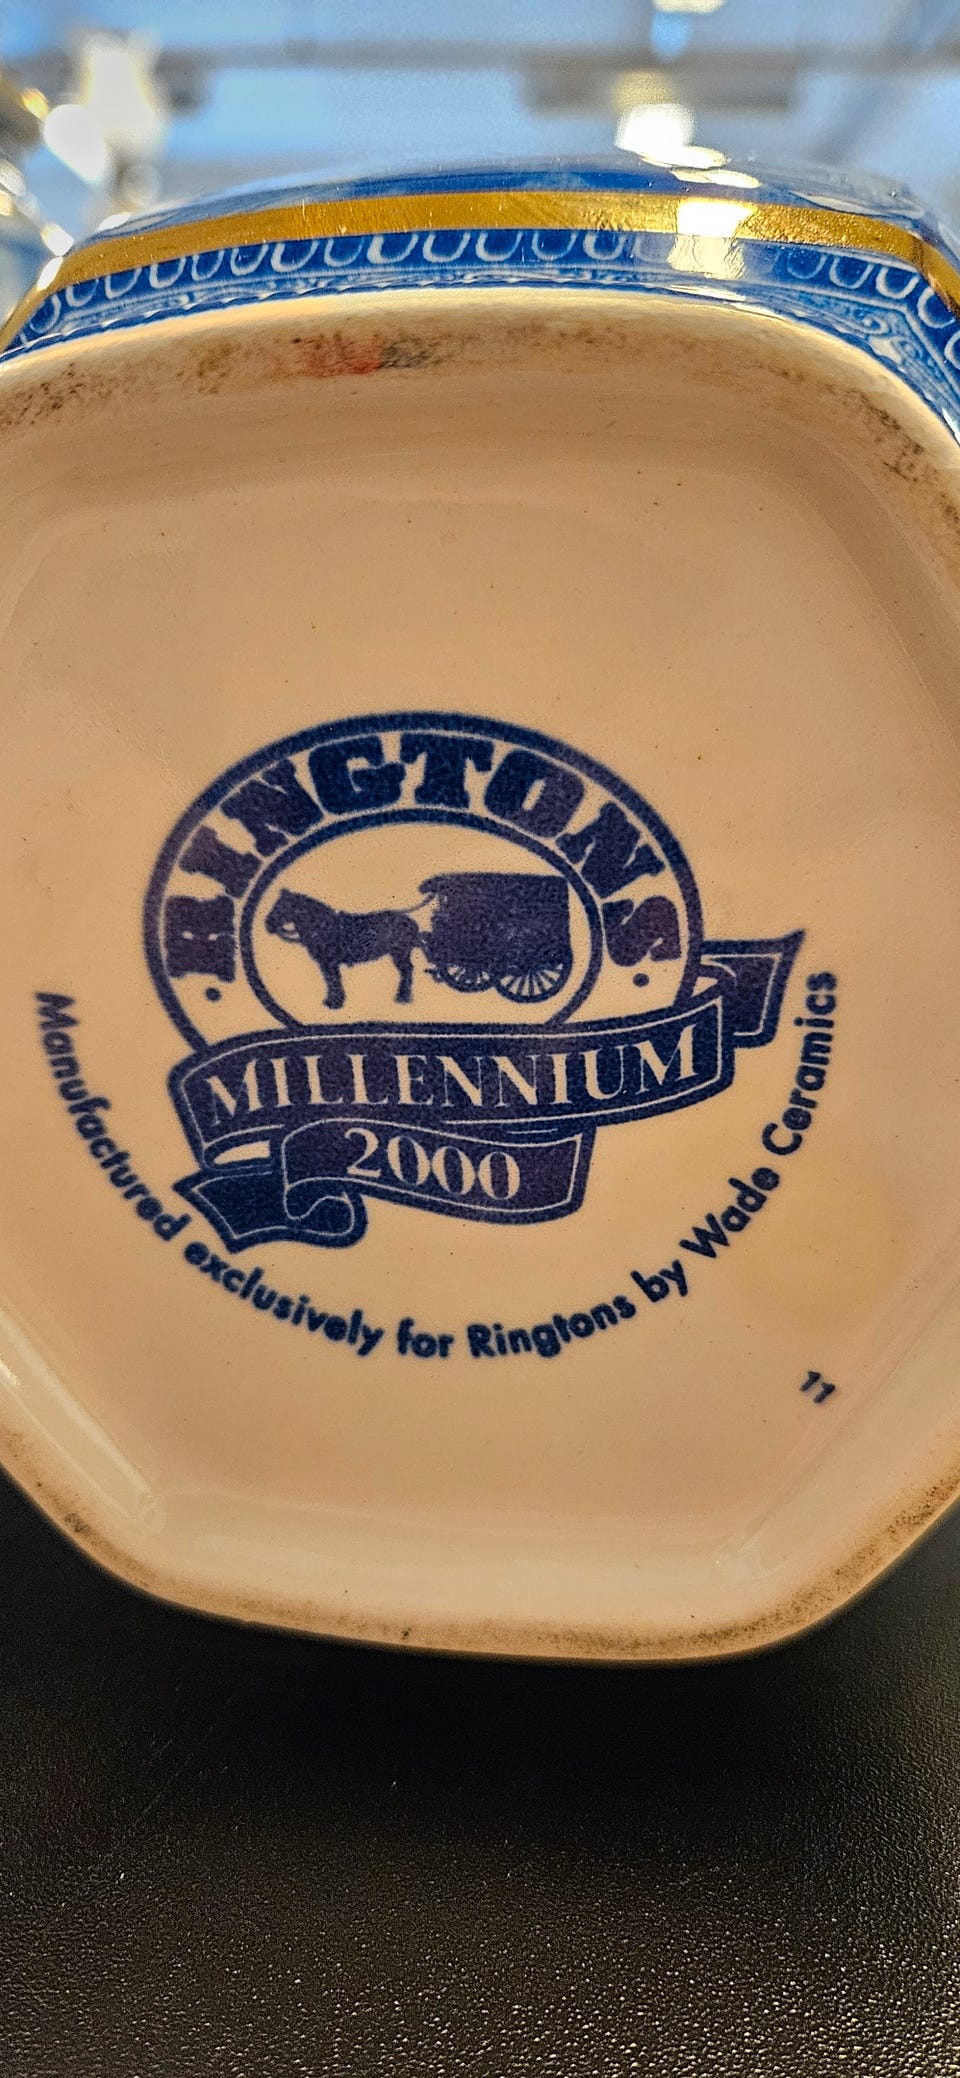 RINGTONS
MILLENNIUM
2000
Manufactured exclusively for Ringtons by Wade Ceramics
11